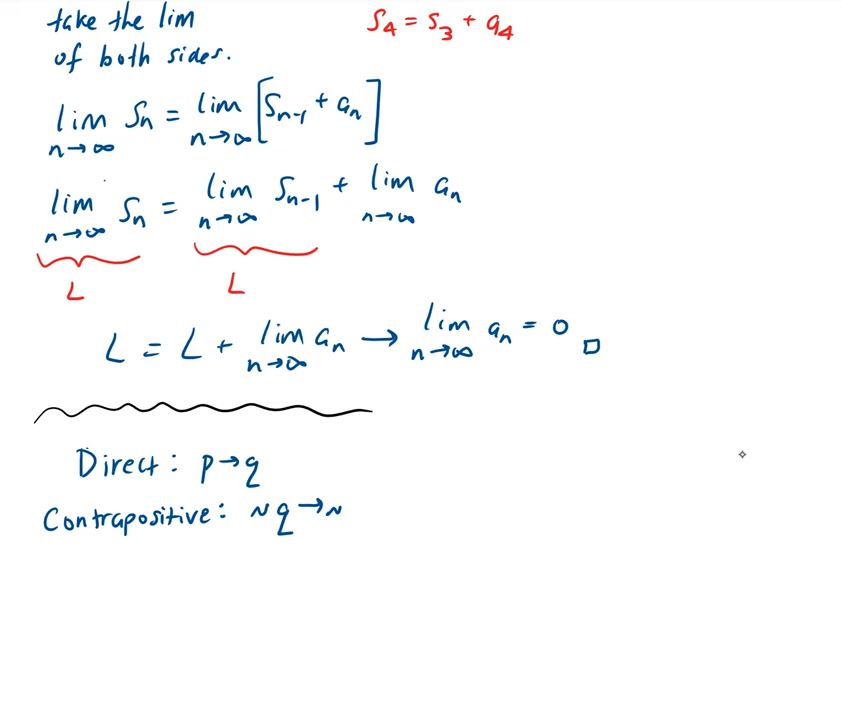 take the lim
S₄ = S₃ + a₄
of both sides.
lim n→∞ Sₙ = lim n→∞ [Sₙ₋₁ + aₙ]
lim n→∞ Sₙ = lim n→∞ Sₙ₋₁ + lim n→∞ aₙ
L L
L = L + lim n→∞ aₙ → lim n→∞ aₙ = 0 □
Direct: p→q
Contrapositive: ~q→~